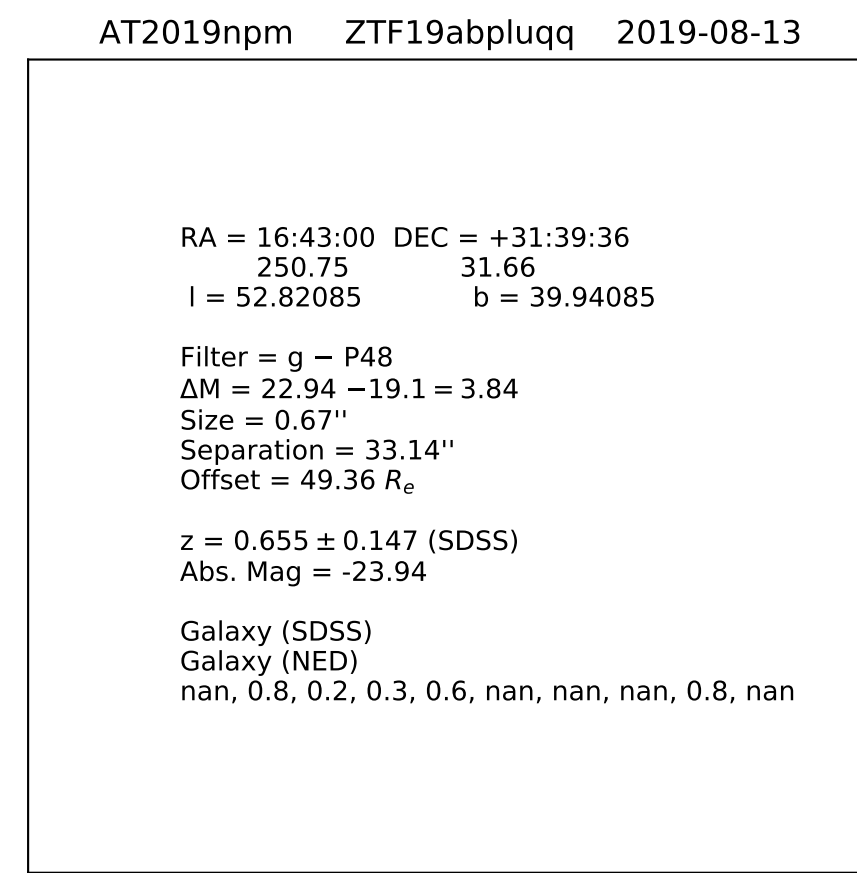 AT2019npm ZTF19abpluqq 2019-08-13
RA = 16:43:00 DEC = +31:39:36
250.75 31.66
l = 52.82085 b = 39.94085
Filter = g − P48
ΔM = 22.94 −19.1 = 3.84
Size = 0.67''
Separation = 33.14''
Offset = 49.36 Rₑ
z = 0.655 ± 0.147 (SDSS)
Abs. Mag = -23.94
Galaxy (SDSS)
Galaxy (NED)
nan, 0.8, 0.2, 0.3, 0.6, nan, nan, nan, 0.8, nan